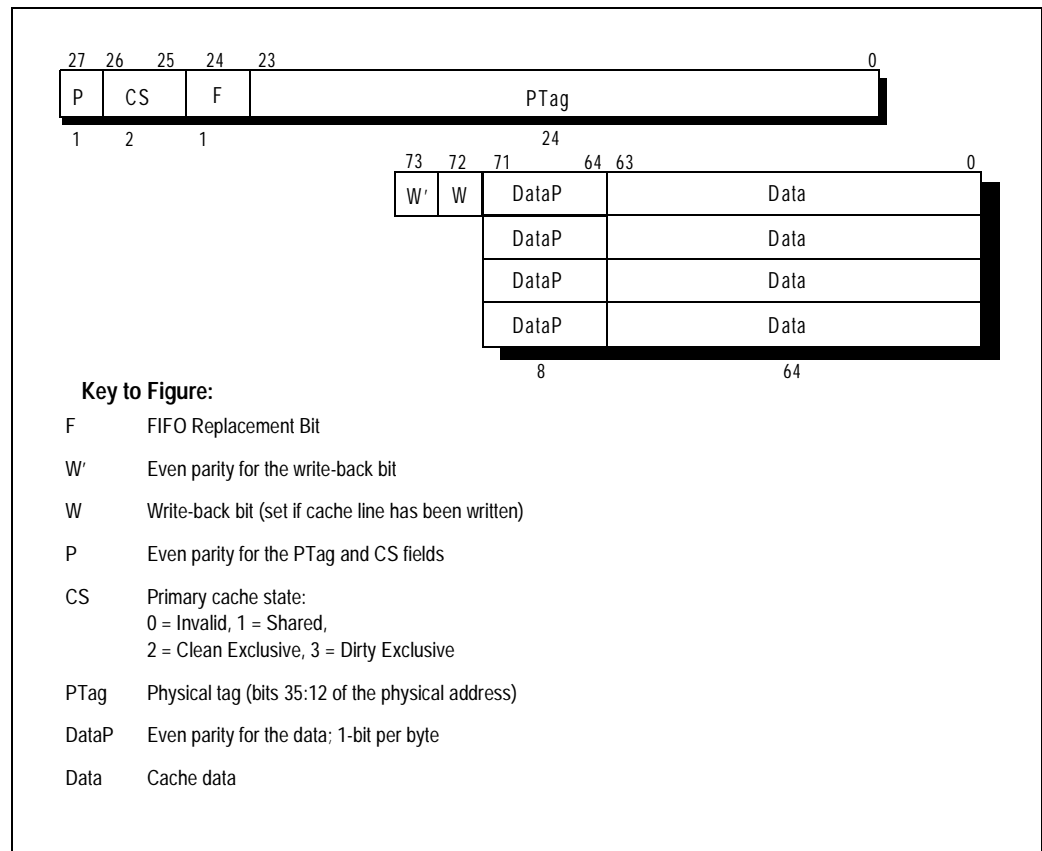 27 26 25 24 23 0
P CS F PTag
1 2 1 24
73 72 71 64 63 0
W′ W DataP Data
DataP Data
DataP Data
DataP Data
8 64
Key to Figure:
F FIFO Replacement Bit
W′ Even parity for the write-back bit
W Write-back bit (set if cache line has been written)
P Even parity for the PTag and CS fields
CS Primary cache state:
0 = Invalid, 1 = Shared,
2 = Clean Exclusive, 3 = Dirty Exclusive
PTag Physical tag (bits 35:12 of the physical address)
DataP Even parity for the data; 1-bit per byte
Data Cache data